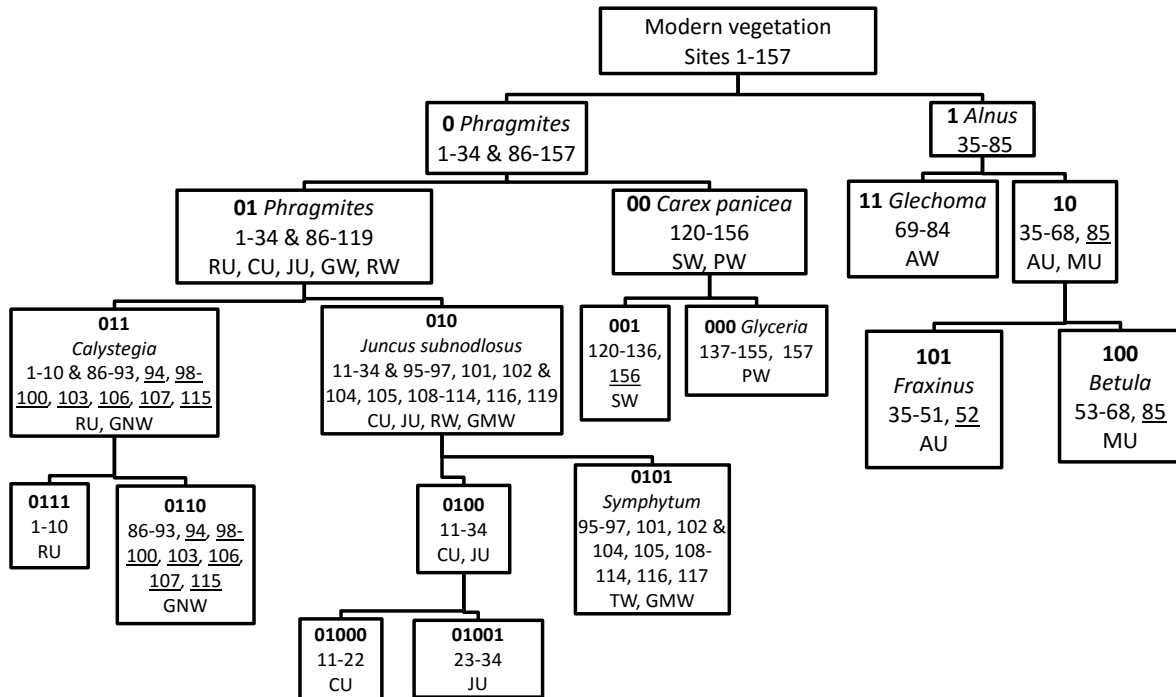 Modern vegetation
Sites 1-157
0 Phragmites
1-34 & 86-157
1 Alnus
35-85
01 Phragmites
1-34 & 86-119
RU, CU, JU, GW, RW
00 Carex panicea
120-156
SW, PW
11 Glechoma
69-84
AW
10
35-68, 85
AU, MU
011
Calystegia
1-10 & 86-93, 94, 98-
100, 103, 106, 107, 115
RU, GNW
010
Juncus subnodlosus
11-34 & 95-97, 101, 102 &
104, 105, 108-114, 116, 119
CU, JU, RW, GMW
001
120-136,
156
SW
000 Glyceria
137-155, 157
PW
101
Fraxinus
35-51, 52
AU
100
Betula
53-68, 85
MU
0111
1-10
RU
0110
86-93, 94, 98-
100, 103, 106,
107, 115
GNW
0100
11-34
CU, JU
0101
Symphytum
95-97, 101, 102 &
104, 105, 108-
114, 116, 117
TW, GMW
01000
11-22
CU
01001
23-34
JU